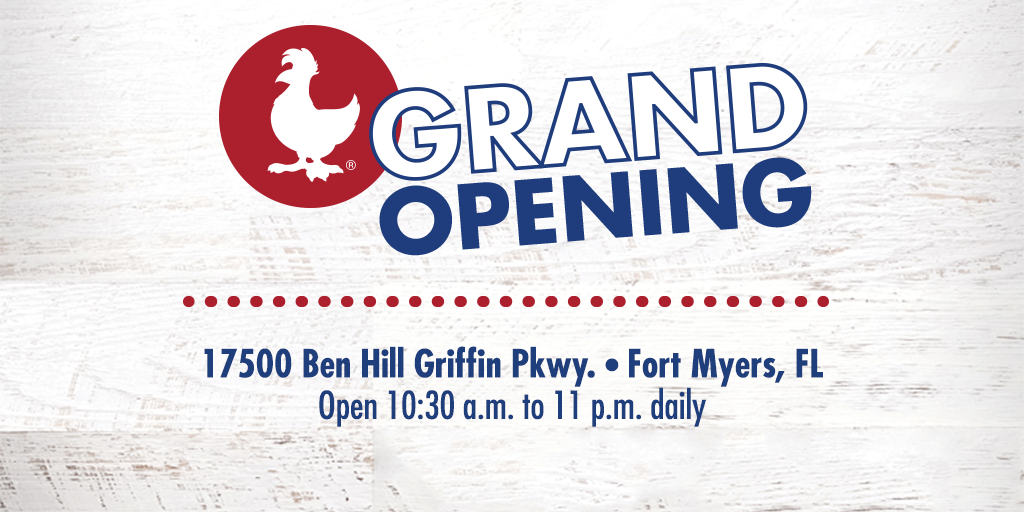 ®
GRAND
OPENING
17500 Ben Hill Griffin Pkwy. • Fort Myers, FL
Open 10:30 a.m. to 11 p.m. daily